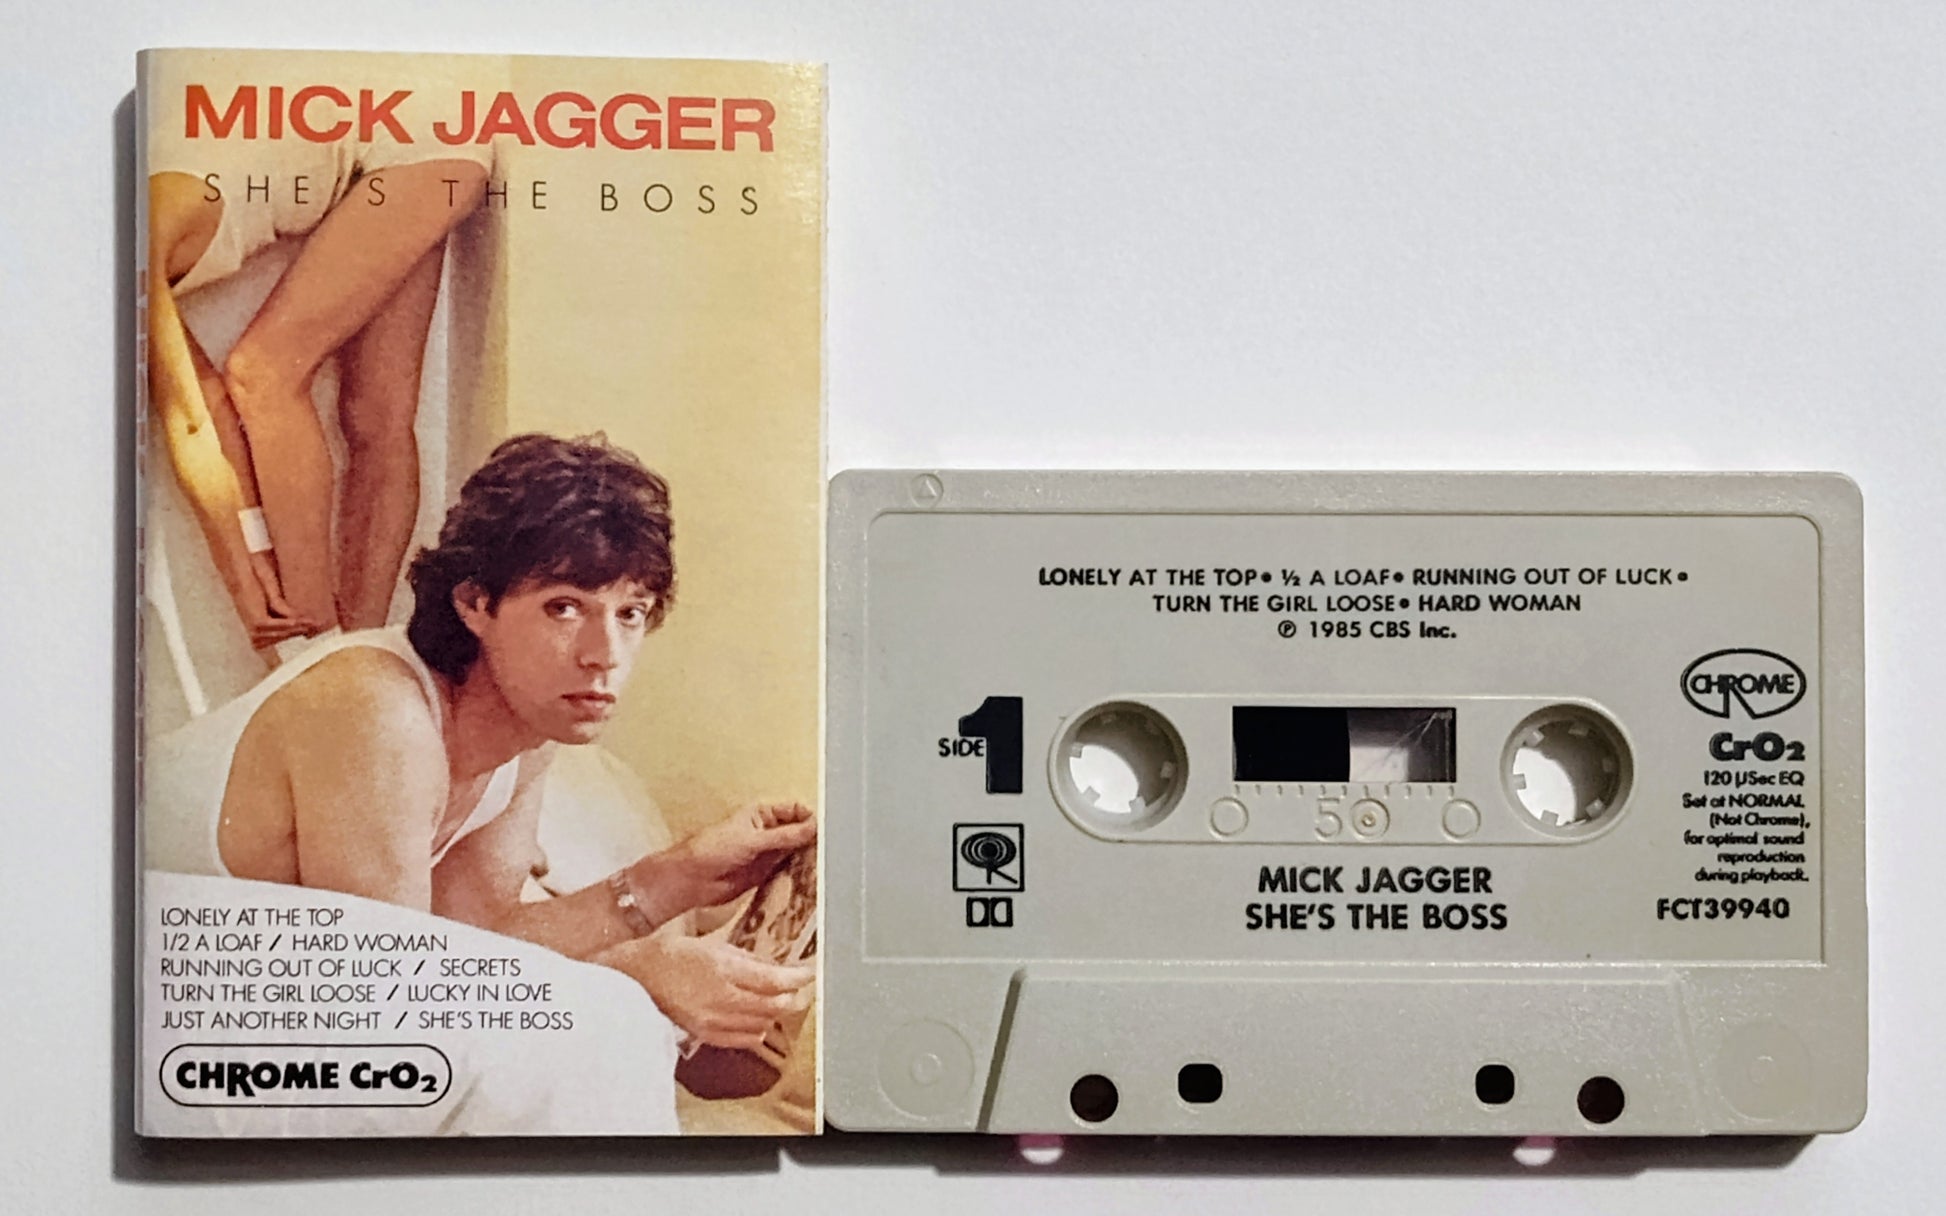 MICK JAGGER
SHE'S THE BOSS
LONELY AT THE TOP
1/2 A LOAF / HARD WOMAN
RUNNING OUT OF LUCK / SECRETS
TURN THE GIRL LOOSE / LUCKY IN LOVE
JUST ANOTHER NIGHT / SHE'S THE BOSS
CHROME CrO2
LONELY AT THE TOP • ½ A LOAF • RUNNING OUT OF LUCK •
TURN THE GIRL LOOSE • HARD WOMAN
℗ 1985 CBS Inc.
SIDE 1
50
CHROME
CrO2
120 µSec EQ
Set at NORMAL
(Not Chrome),
for optimal sound
reproduction
during playback.
FCT39940
MICK JAGGER
SHE'S THE BOSS